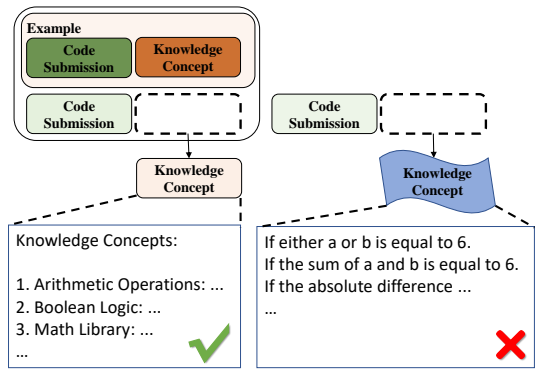 Example
Code
Submission
Knowledge
Concept
Code
Submission
Knowledge
Concept
Knowledge Concepts:
1. Arithmetic Operations: ...
2. Boolean Logic: ...
3. Math Library: ...
...
Code
Submission
Knowledge
Concept
If either a or b is equal to 6.
If the sum of a and b is equal to 6.
If the absolute difference ...
...